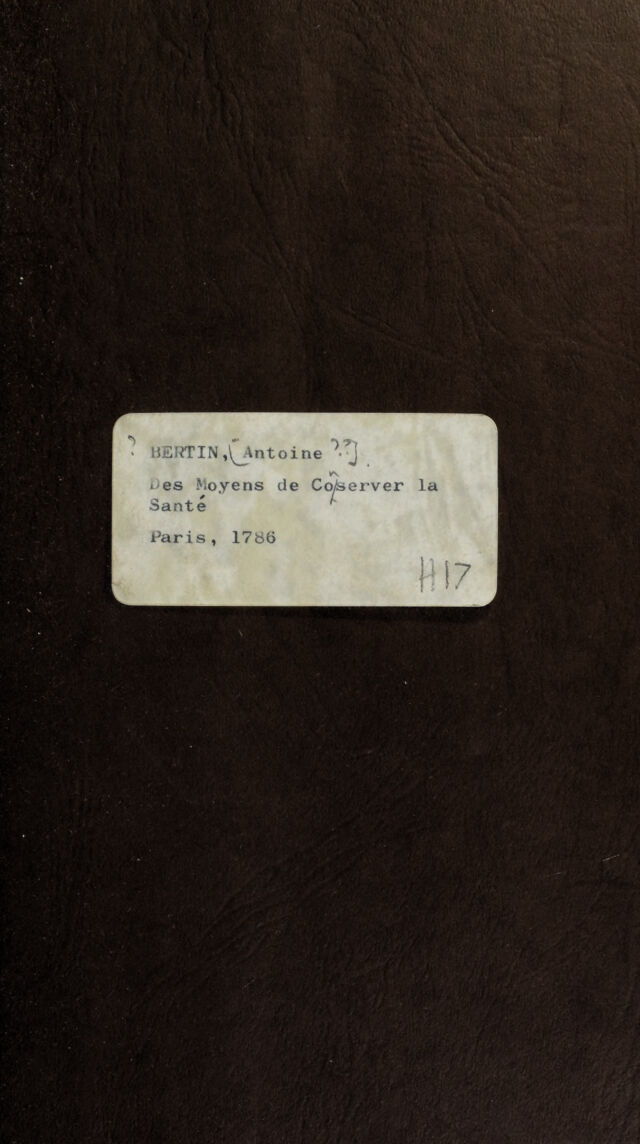 ? BERTIN, [Antoine ??].
Des Moyens de Conserver la
Santé
Paris, 1786
H17